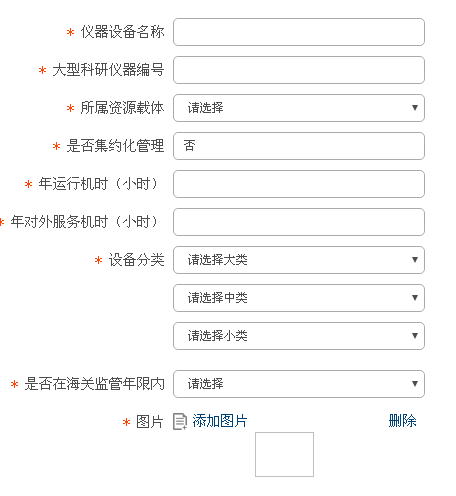 * 仪器设备名称
* 大型科研仪器编号
* 所属资源载体 请选择
* 是否集约化管理 否
* 年运行机时（小时）
* 年对外服务机时（小时）
* 设备分类 请选择大类
请选择中类
请选择小类
* 是否在海关监管年限内 请选择
* 图片 添加图片 删除